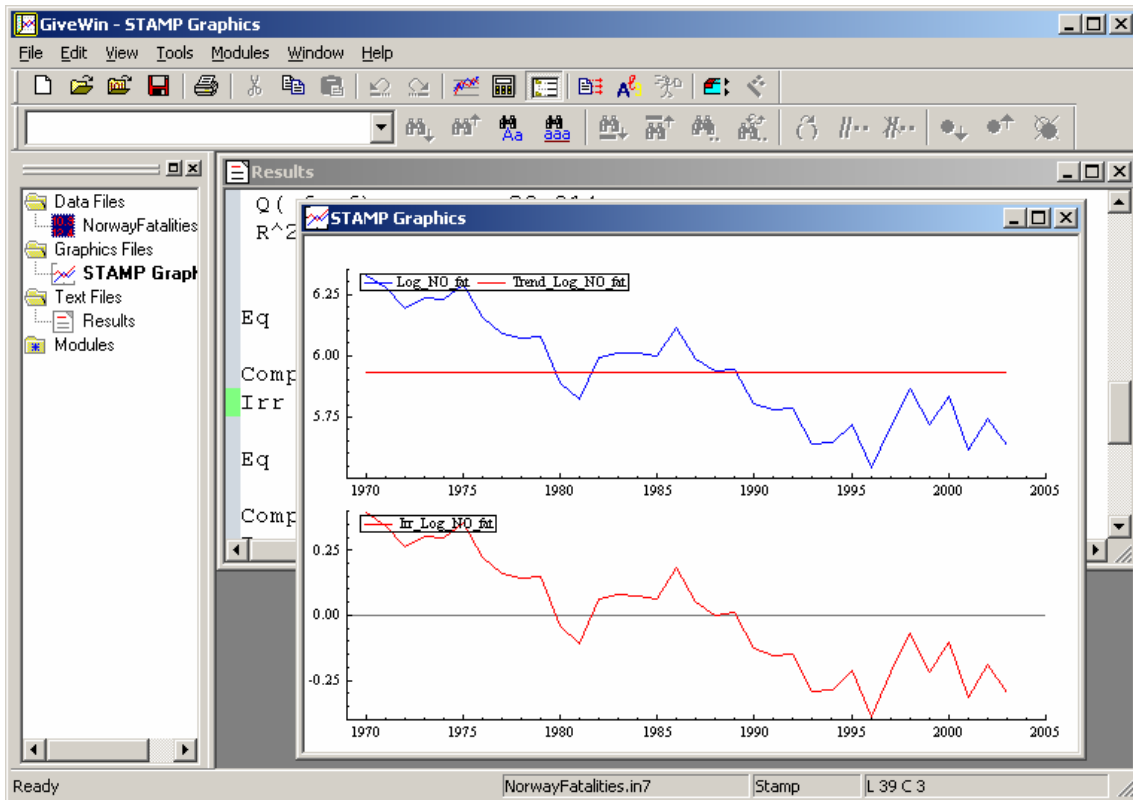 GiveWin - STAMP Graphics
File Edit View Tools Modules Window Help
Aa
aaa
Data Files
NorwayFatalities
Graphics Files
STAMP Graph
Text Files
Results
Modules
Results
Q(
R^2
Eq
Comp
Irr
Eq
Comp
STAMP Graphics
Log_NO_fat Trend_Log_NO_fat
6.25
6.00
5.75
1970 1975 1980 1985 1990 1995 2000 2005
Irr_Log_NO_fat
0.25
0.00
-0.25
1970 1975 1980 1985 1990 1995 2000 2005
Ready NorwayFatalities.in7 Stamp L 39 C 3